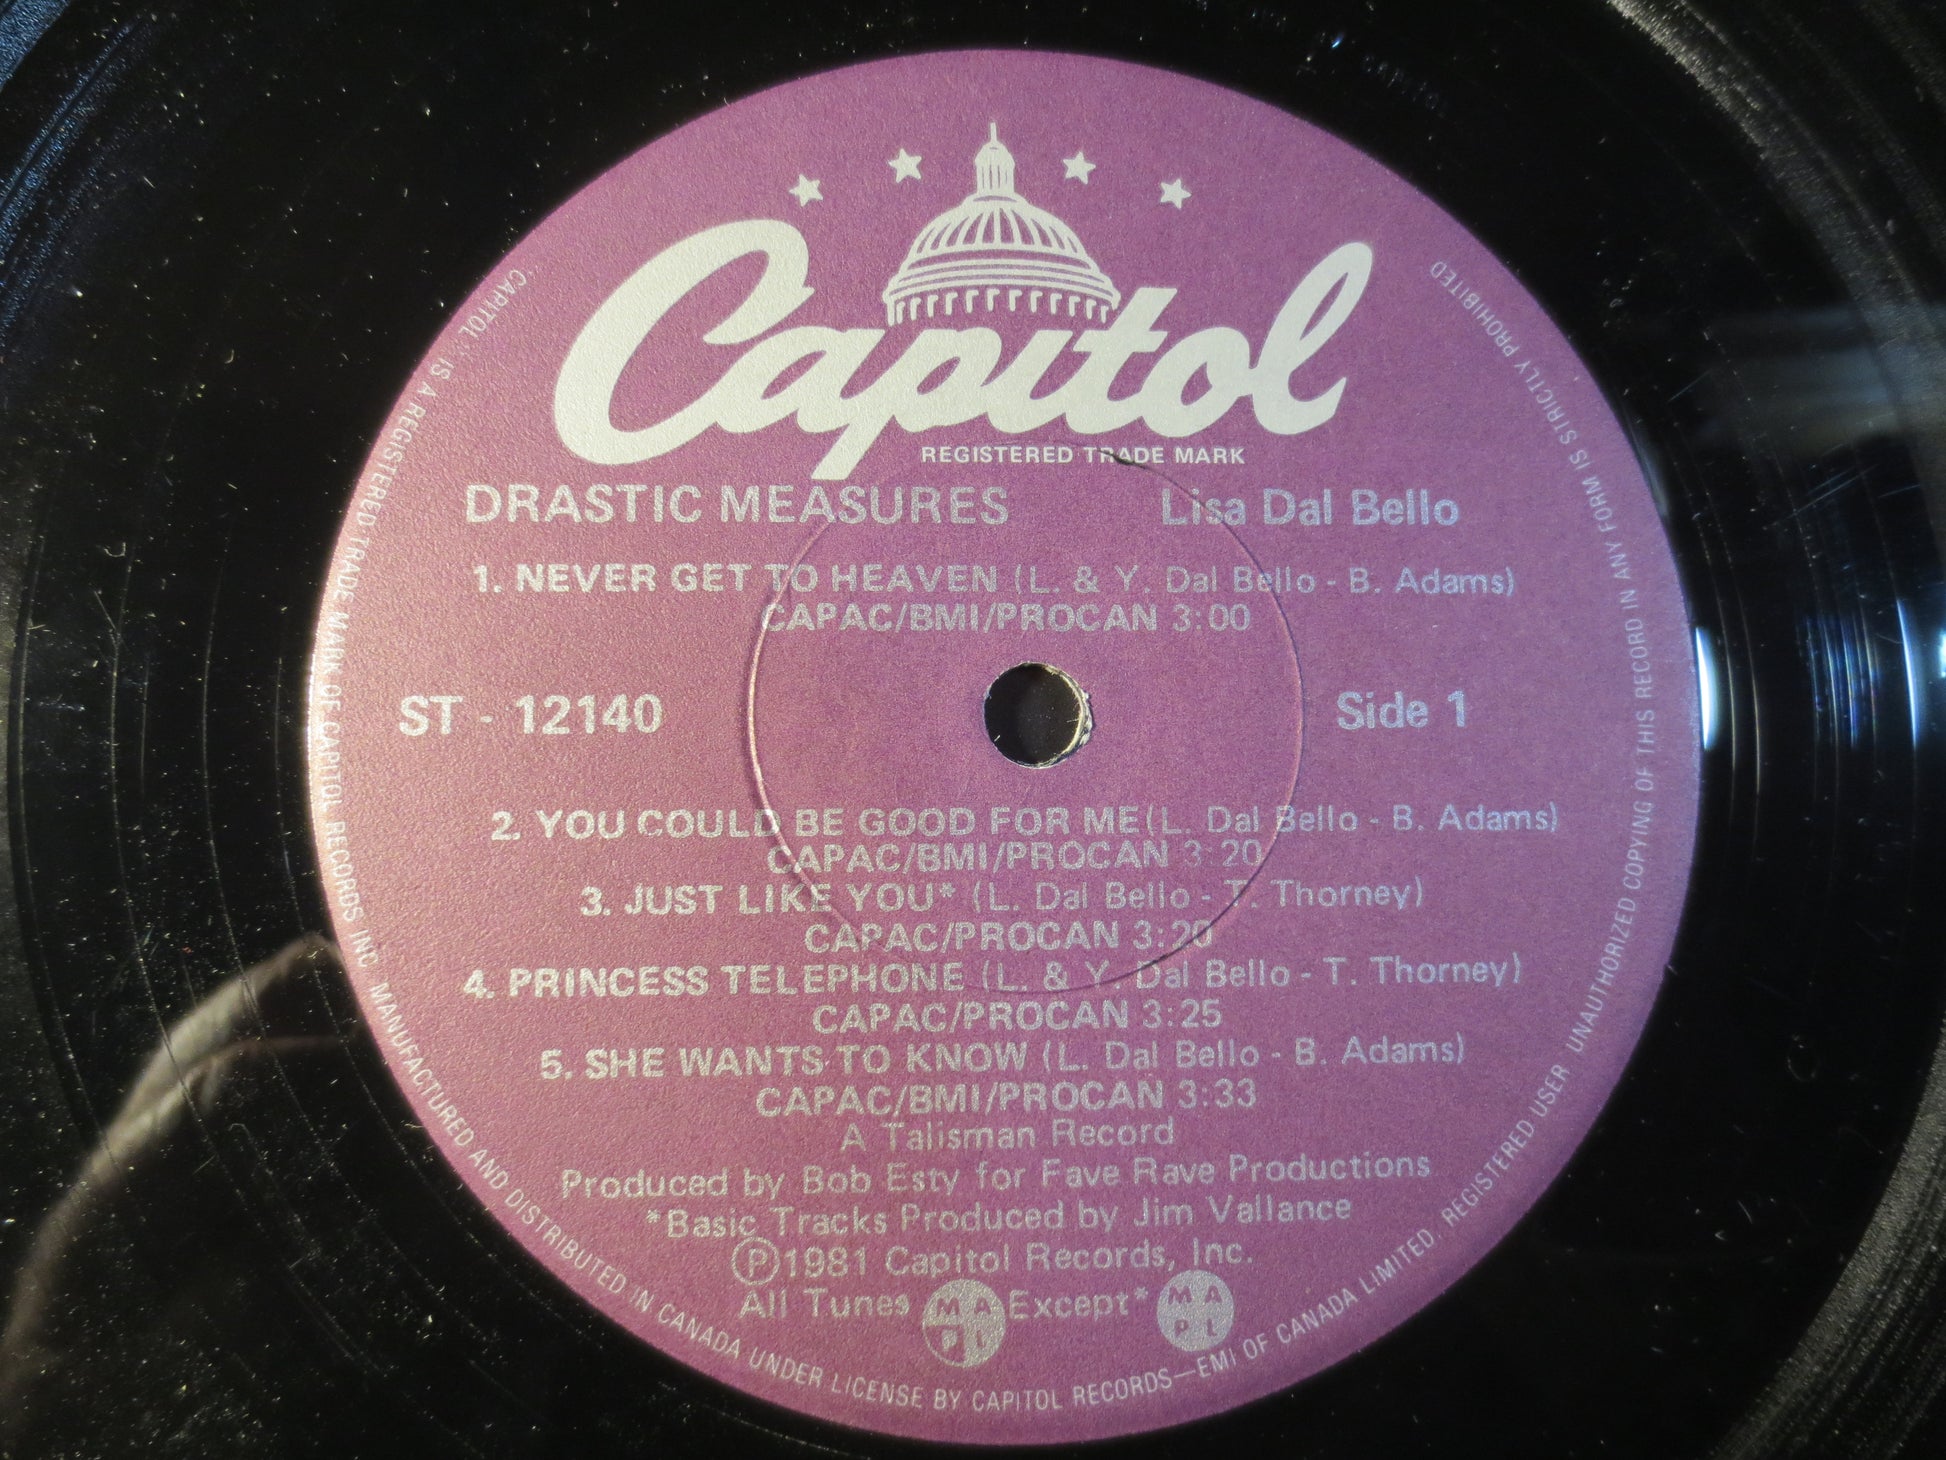 Capitol
REGISTERED TRADE MARK
DRASTIC MEASURES Lisa Dal Bello
1. NEVER GET TO HEAVEN (L. & Y. Dal Bello - B. Adams)
CAPAC/BMI/PROCAN 3:00
ST - 12140 Side 1
2. YOU COULD BE GOOD FOR ME (L. Dal Bello - B. Adams)
CAPAC/BMI/PROCAN 3:20
3. JUST LIKE YOU* (L. Dal Bello - T. Thorney)
CAPAC/PROCAN 3:20
4. PRINCESS TELEPHONE (L. & Y. Dal Bello - T. Thorney)
CAPAC/PROCAN 3:25
5. SHE WANTS TO KNOW (L. Dal Bello - B. Adams)
CAPAC/BMI/PROCAN 3:33
A Talisman Record
Produced by Bob Esty for Fave Rave Productions
*Basic Tracks Produced by Jim Vallance
Ⓟ1981 Capitol Records, Inc.
All Tunes MAPL Except* MAPL
"CAPITOL" IS A REGISTERED TRADE MARK OF CAPITOL RECORDS INC. MANUFACTURED AND DISTRIBUTED IN CANADA UNDER LICENSE BY CAPITOL RECORDS—EMI OF CANADA LIMITED, REGISTERED USER UNAUTHORIZED COPYING OF THIS RECORD IN ANY FORM IS STRICTLY PROHIBITED